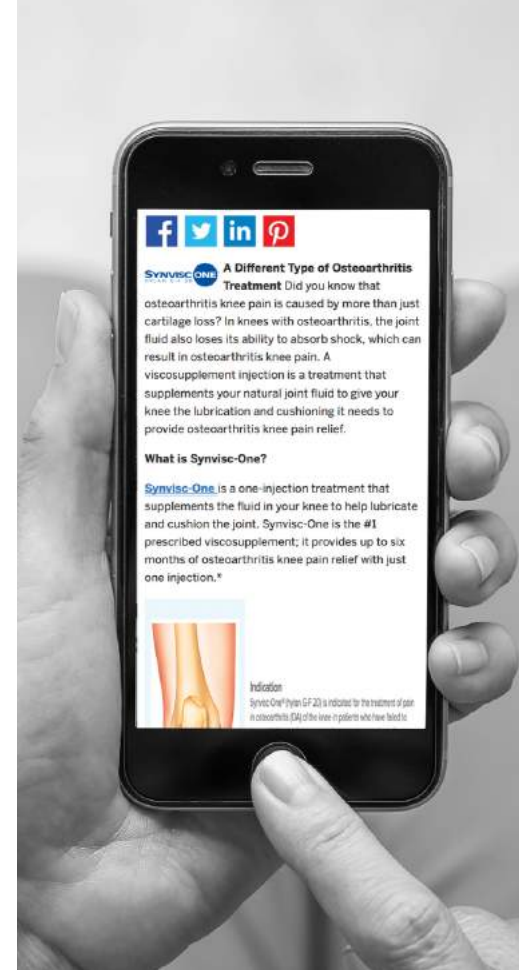 f in p
SYNVISC ONE
HYLAN G-F 20
A Different Type of Osteoarthritis
Treatment Did you know that
osteoarthritis knee pain is caused by more than just
cartilage loss? In knees with osteoarthritis, the joint
fluid also loses its ability to absorb shock, which can
result in osteoarthritis knee pain. A
viscosupplement injection is a treatment that
supplements your natural joint fluid to give your
knee the lubrication and cushioning it needs to
provide osteoarthritis knee pain relief.
What is Synvisc-One?
Synvisc-One is a one-injection treatment that
supplements the fluid in your knee to help lubricate
and cushion the joint. Synvisc-One is the #1
prescribed viscosupplement; it provides up to six
months of osteoarthritis knee pain relief with just
one injection.*
Indication
Synvisc-One® (hylan G-F 20) is indicated for the treatment of pain
in osteoarthritis (OA) of the knee in patients who have failed to